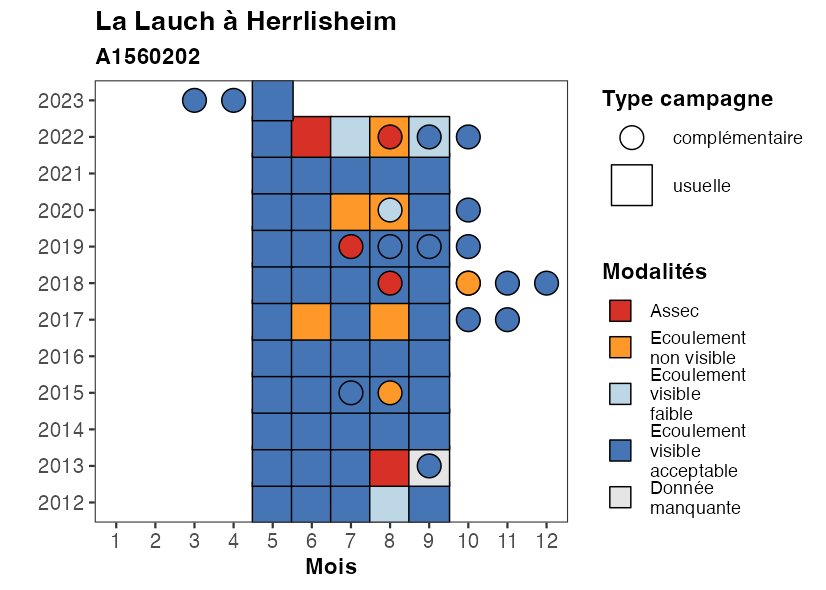 La Lauch à Herrlisheim
A1560202
2023
2022
2021
2020
2019
2018
2017
2016
2015
2014
2013
2012
1 2 3 4 5 6 7 8 9 10 11 12
Mois
Type campagne
complémentaire
usuelle
Modalités
Assec
Ecoulement
non visible
Ecoulement
visible
faible
Ecoulement
visible
acceptable
Donnée
manquante